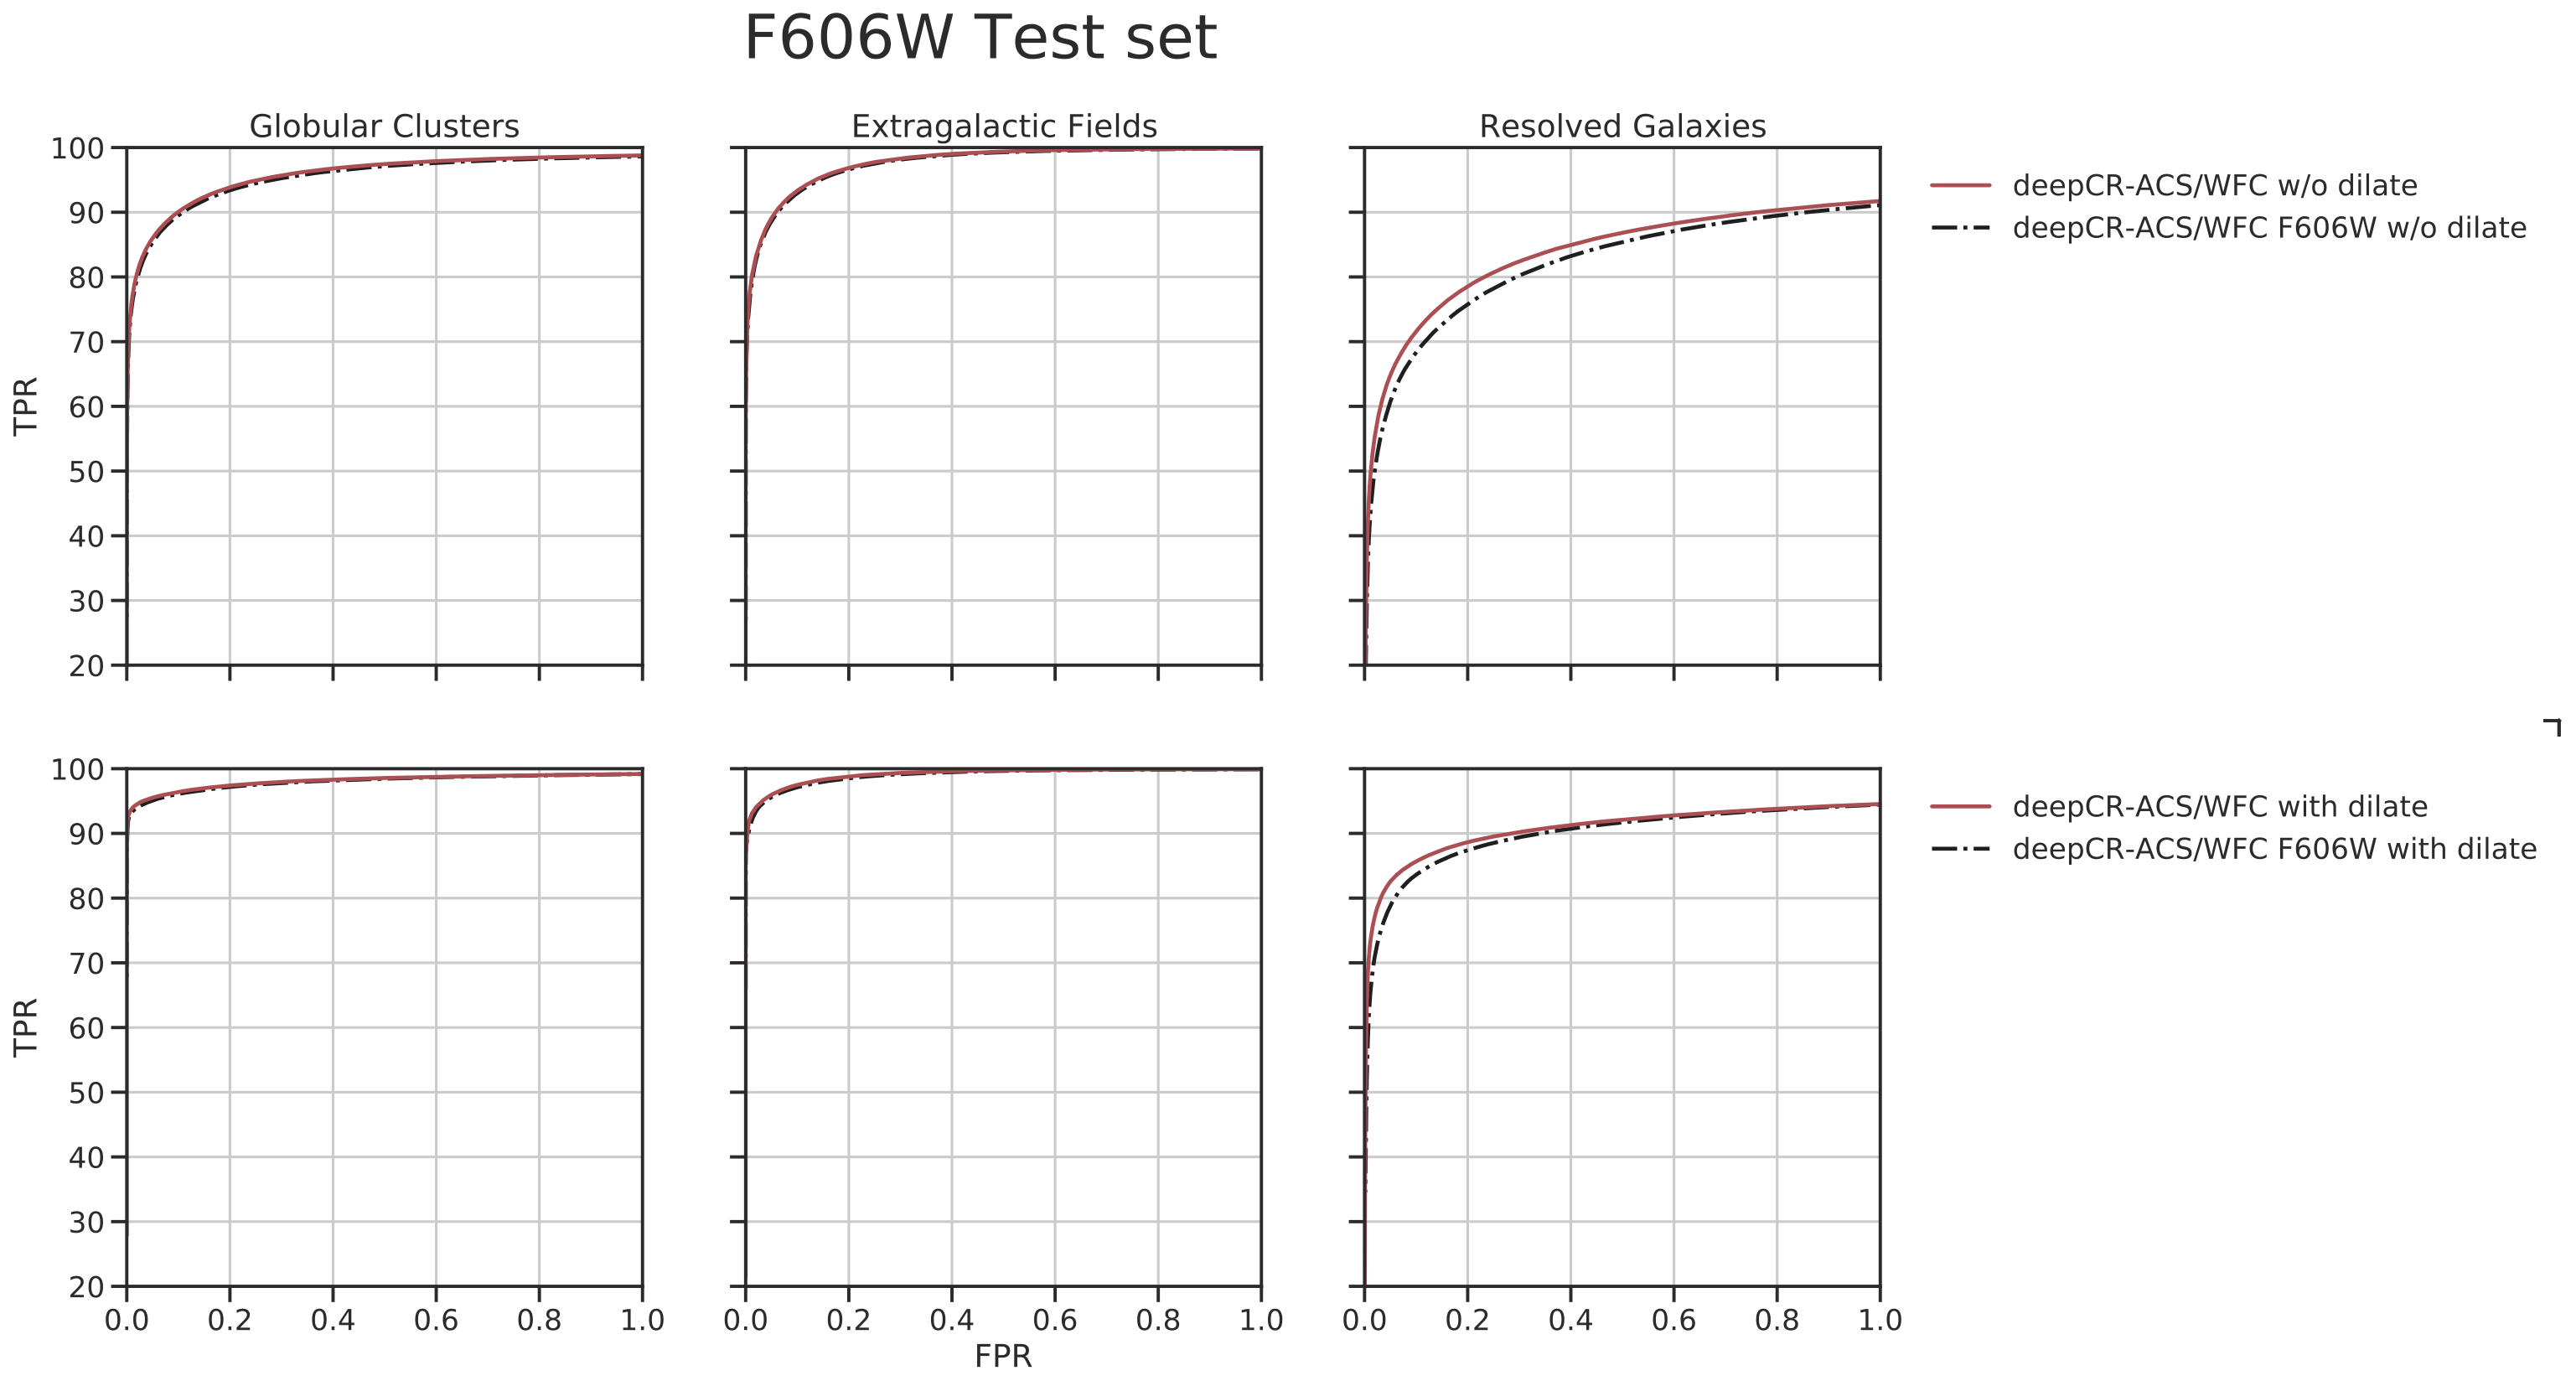 F606W Test set
Globular Clusters
Extragalactic Fields
Resolved Galaxies
100
90
80
70
60
50
40
30
20
TPR
deepCR-ACS/WFC w/o dilate
deepCR-ACS/WFC F606W w/o dilate
100
90
80
70
60
50
40
30
20
TPR
deepCR-ACS/WFC with dilate
deepCR-ACS/WFC F606W with dilate
0.0 0.2 0.4 0.6 0.8 1.0
0.0 0.2 0.4 0.6 0.8 1.0
0.0 0.2 0.4 0.6 0.8 1.0
FPR